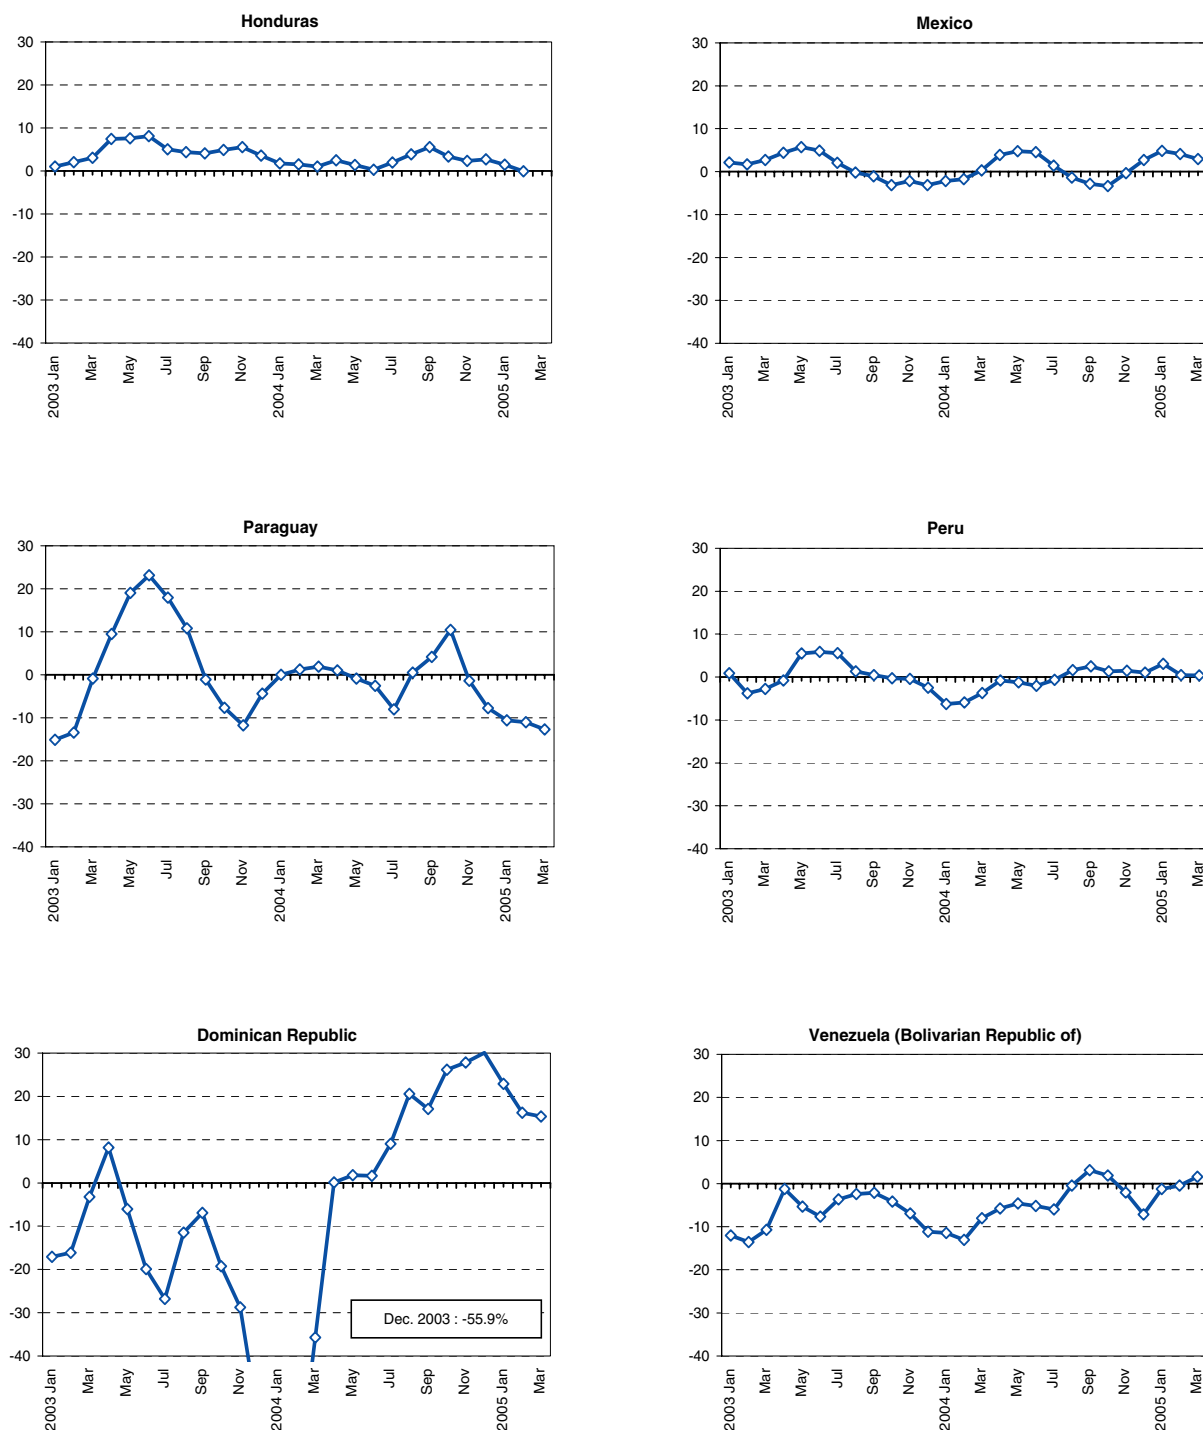 Honduras
30
20
10
0
-10
-20
-30
-40
2003 Jan
Mar
May
Jul
Sep
Nov
2004 Jan
Mar
May
Jul
Sep
Nov
2005 Jan
Mar
Mexico
30
20
10
0
-10
-20
-30
-40
2003 Jan
Mar
May
Jul
Sep
Nov
2004 Jan
Mar
May
Jul
Sep
Nov
2005 Jan
Mar
Paraguay
30
20
10
0
-10
-20
-30
-40
2003 Jan
Mar
May
Jul
Sep
Nov
2004 Jan
Mar
May
Jul
Sep
Nov
2005 Jan
Mar
Peru
30
20
10
0
-10
-20
-30
-40
2003 Jan
Mar
May
Jul
Sep
Nov
2004 Jan
Mar
May
Jul
Sep
Nov
2005 Jan
Mar
Dominican Republic
30
20
10
0
-10
-20
-30
-40
Dec. 2003 : -55.9%
2003 Jan
Mar
May
Jul
Sep
Nov
2004 Jan
Mar
May
Jul
Sep
Nov
2005 Jan
Mar
Venezuela (Bolivarian Republic of)
30
20
10
0
-10
-20
-30
-40
2003 Jan
Mar
May
Jul
Sep
Nov
2004 Jan
Mar
May
Jul
Sep
Nov
2005 Jan
Mar